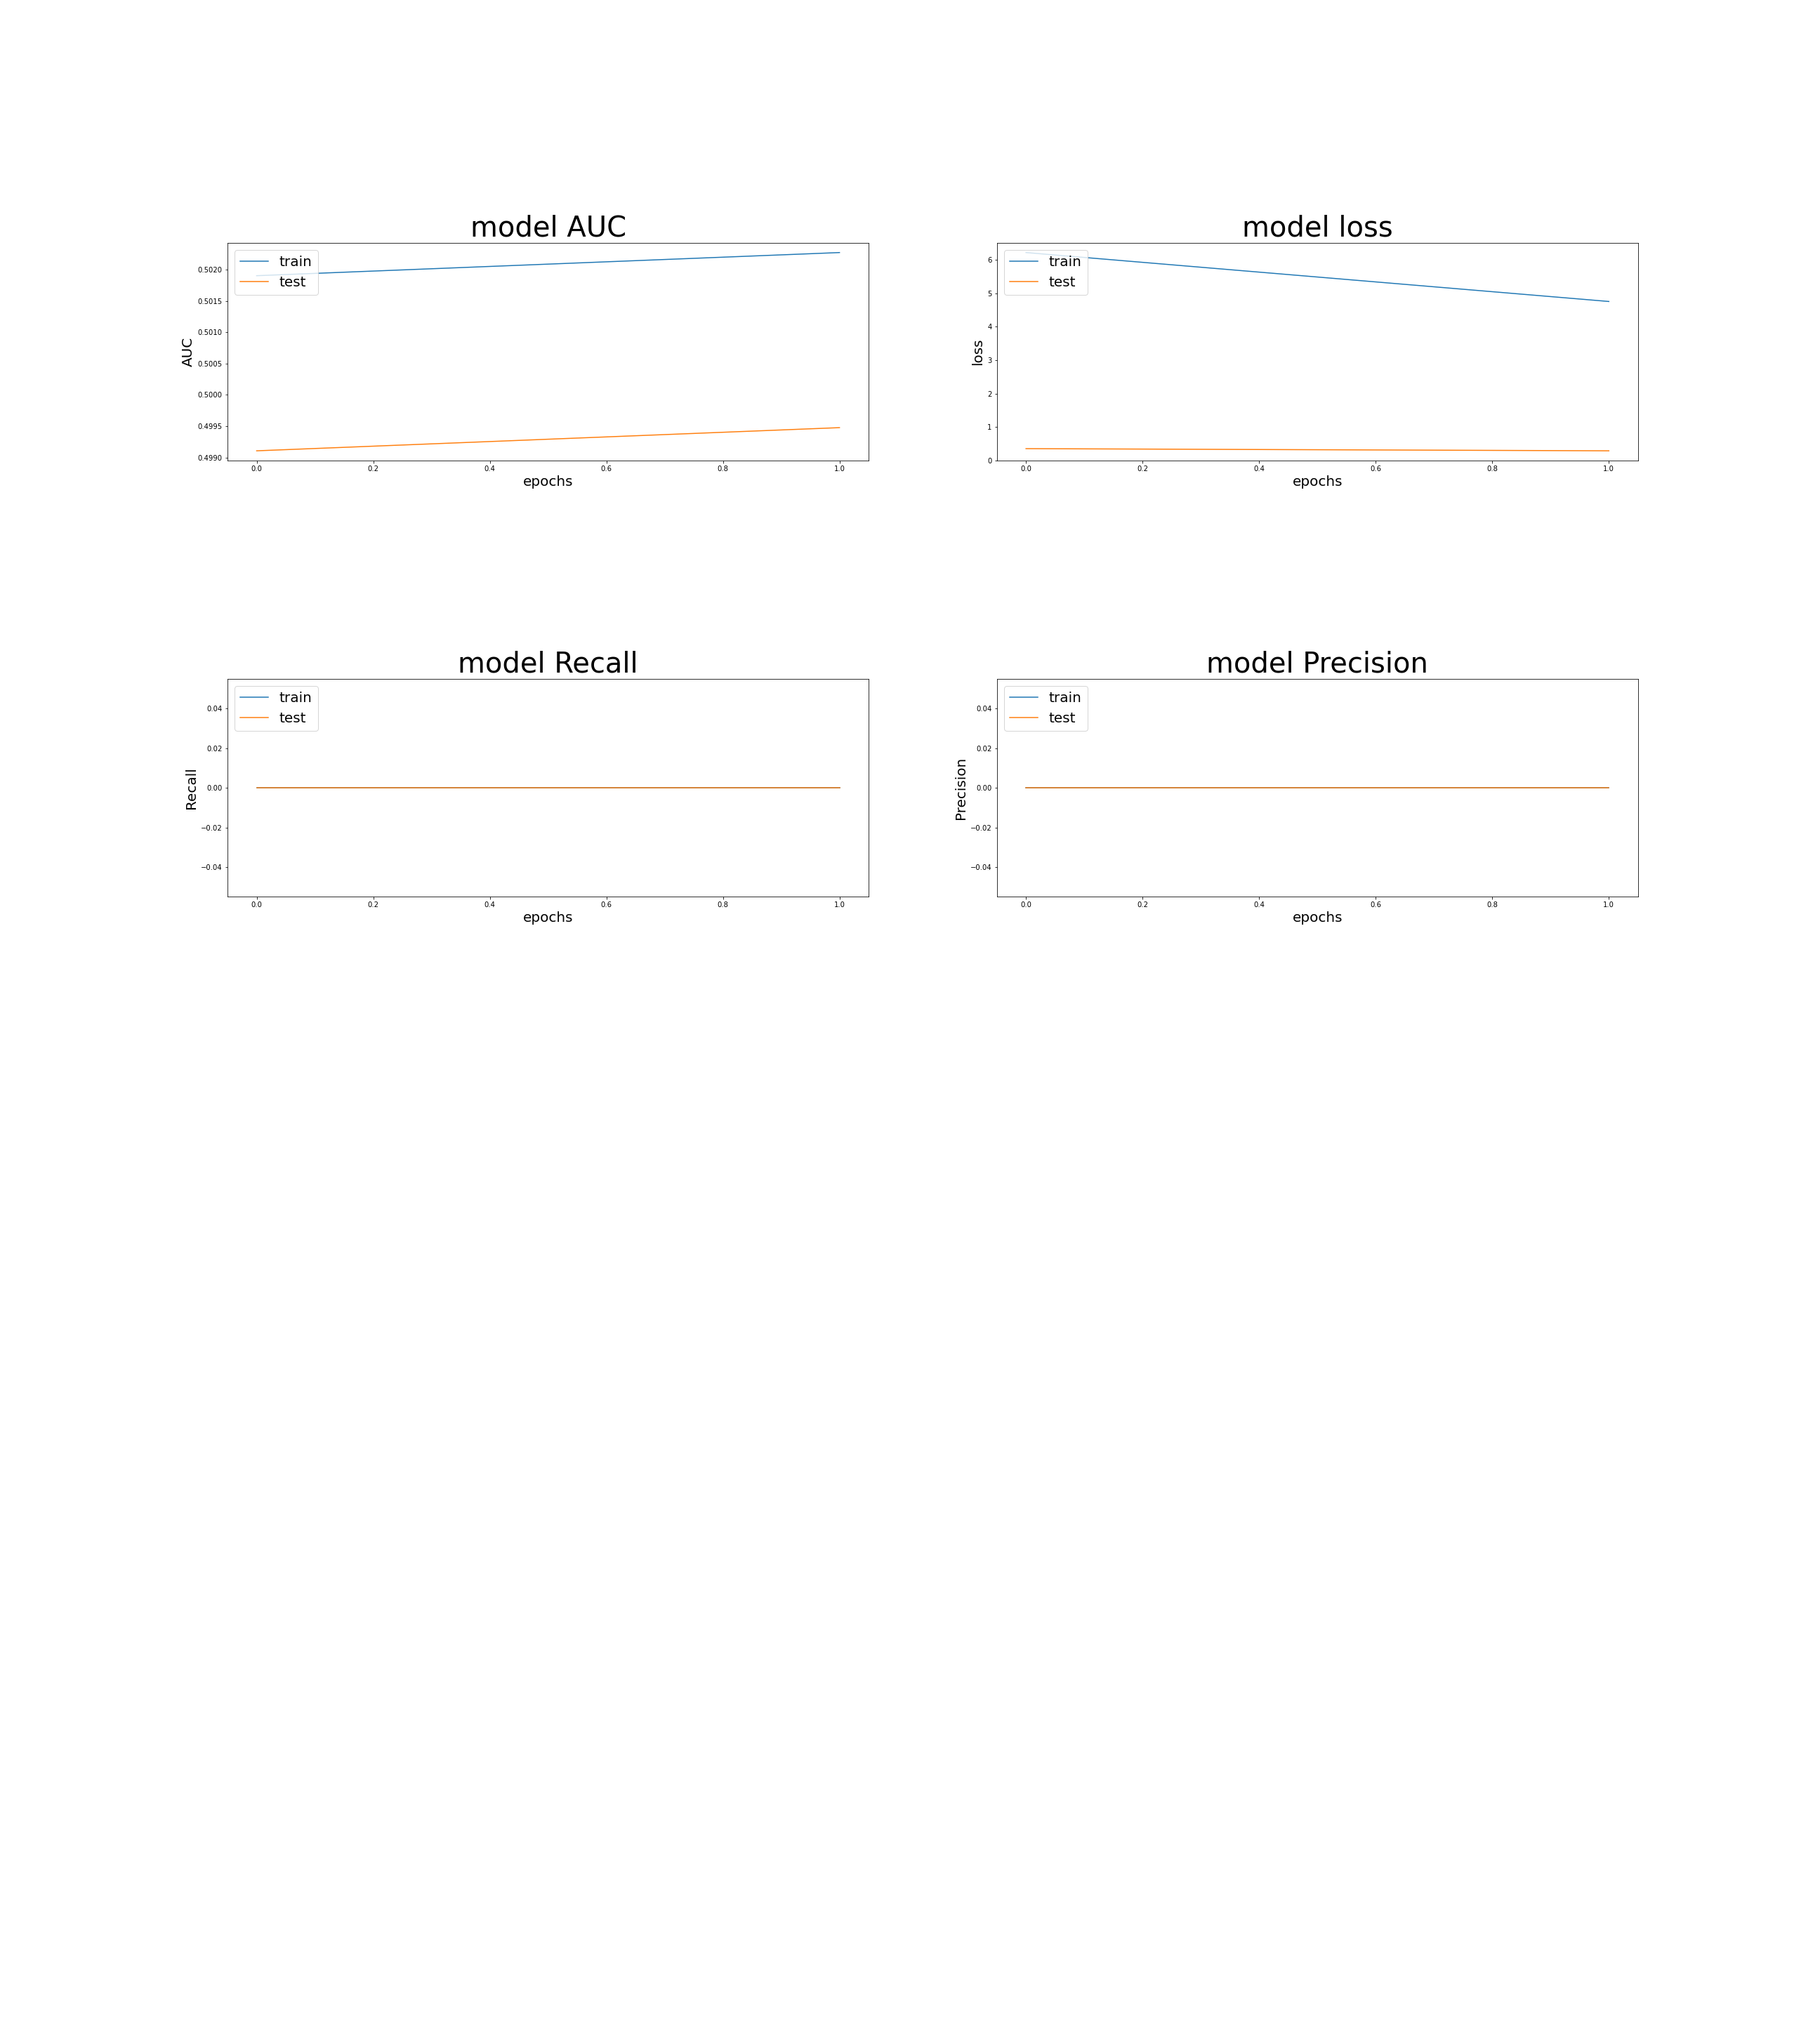 model AUC
train
test
0.5020
0.5015
0.5010
0.5005
0.5000
0.4995
0.4990
AUC
0.0 0.2 0.4 0.6 0.8 1.0
epochs
model loss
train
test
6
5
4
3
2
1
0
loss
0.0 0.2 0.4 0.6 0.8 1.0
epochs
model Recall
train
test
0.04
0.02
0.00
−0.02
−0.04
Recall
0.0 0.2 0.4 0.6 0.8 1.0
epochs
model Precision
train
test
0.04
0.02
0.00
−0.02
−0.04
Precision
0.0 0.2 0.4 0.6 0.8 1.0
epochs